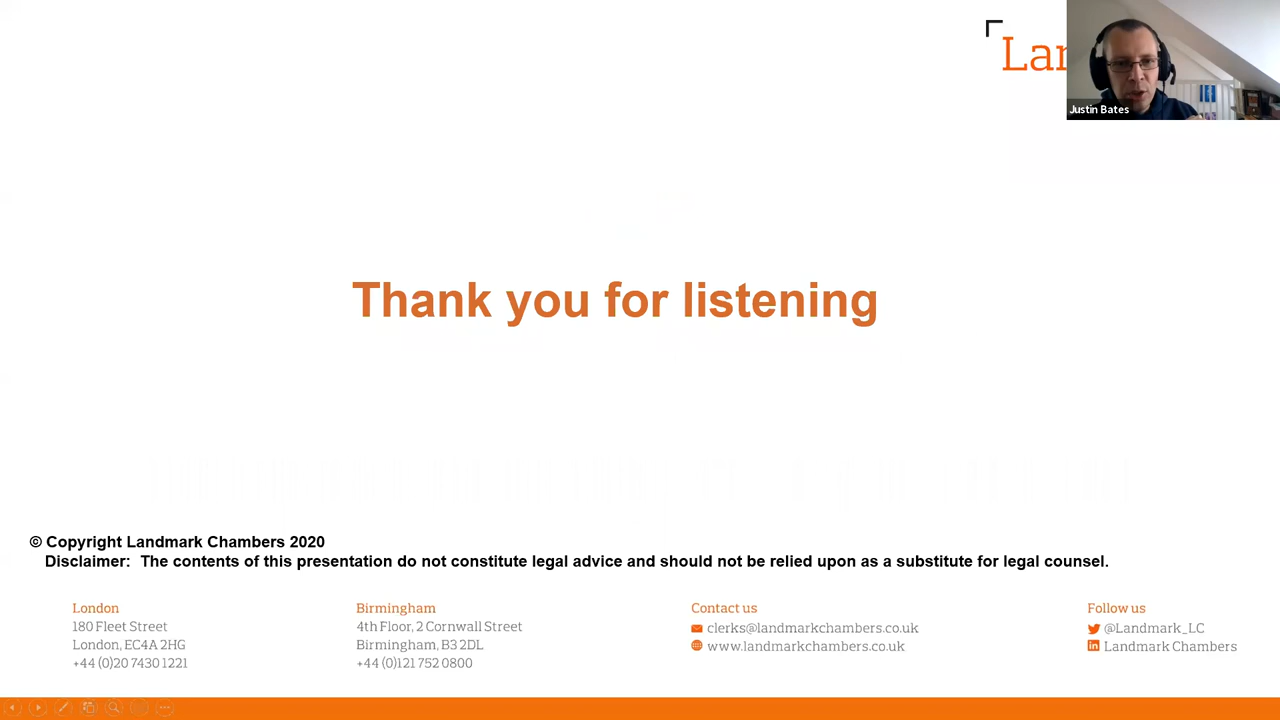 Justin Bates
Thank you for listening
© Copyright Landmark Chambers 2020
Disclaimer: The contents of this presentation do not constitute legal advice and should not be relied upon as a substitute for legal counsel.
London
180 Fleet Street
London, EC4A 2HG
+44 (0)20 7430 1221
Birmingham
4th Floor, 2 Cornwall Street
Birmingham, B3 2DL
+44 (0)121 752 0800
Contact us
clerks@landmarkchambers.co.uk
www.landmarkchambers.co.uk
Follow us
@Landmark_LC
Landmark Chambers